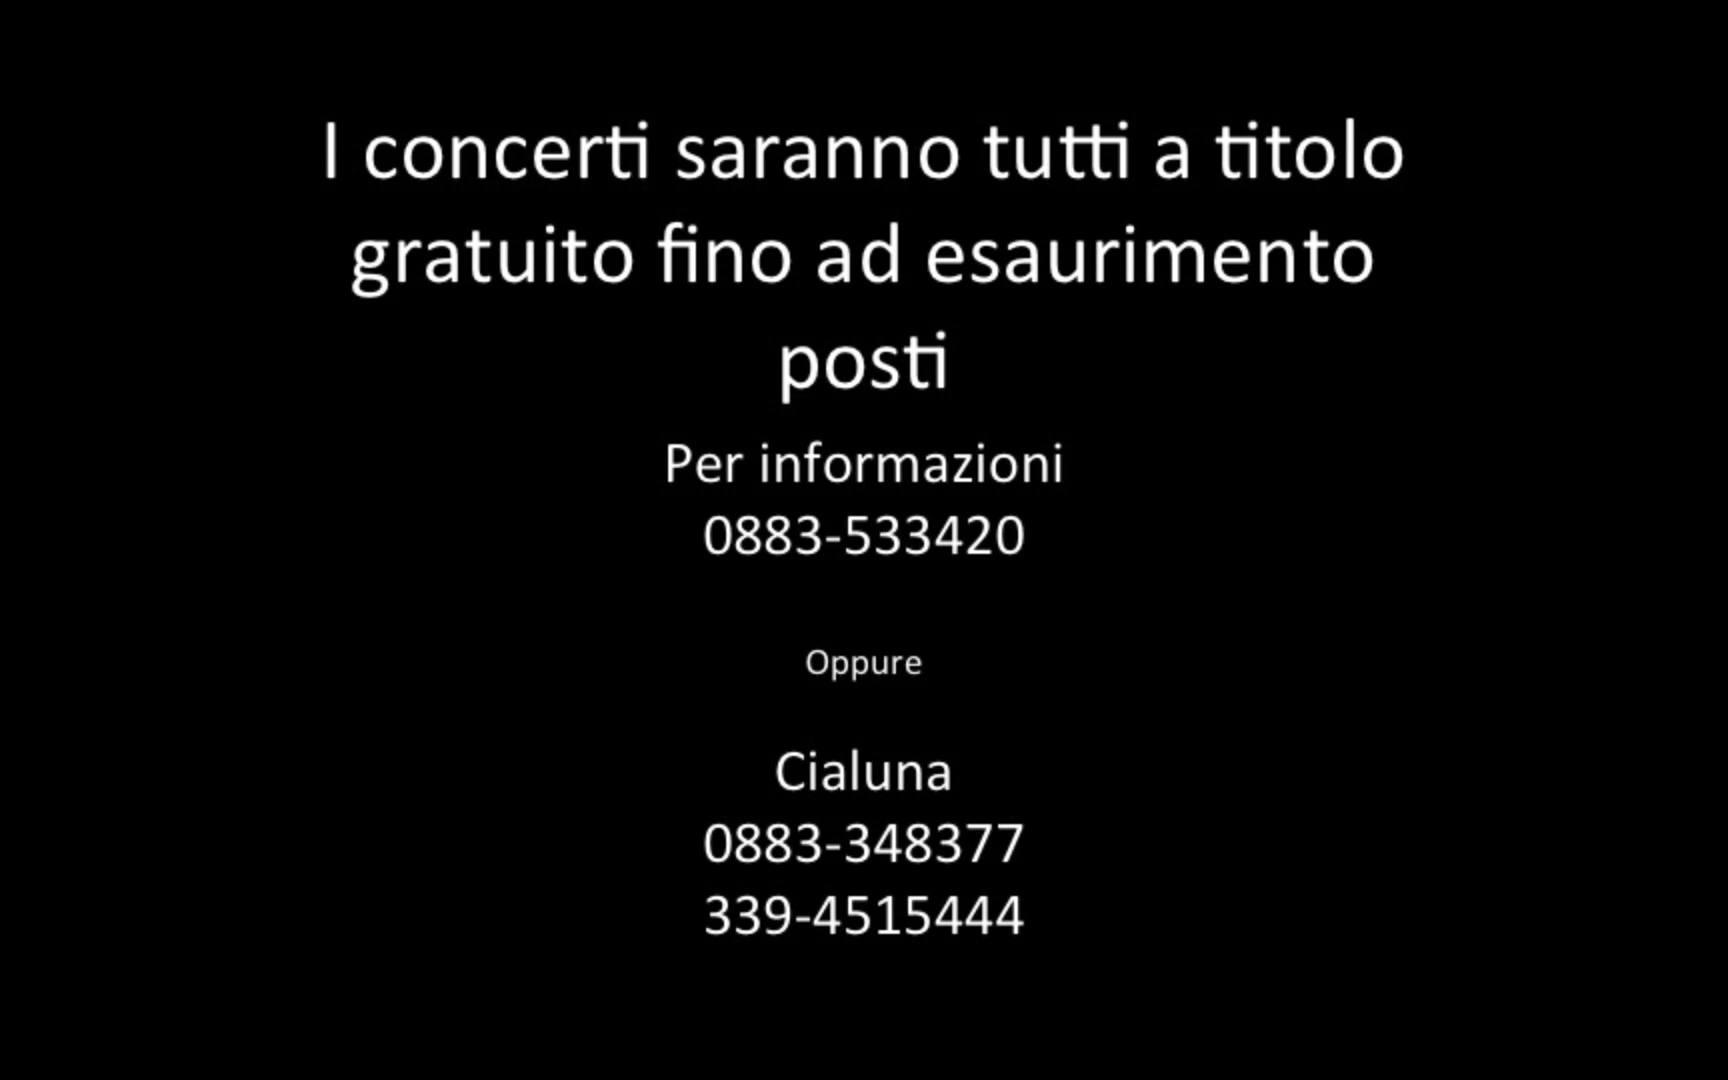 I concerti saranno tutti a titolo
gratuito fino ad esaurimento
posti
Per informazioni
0883-533420
Oppure
Cialuna
0883-348377
339-4515444